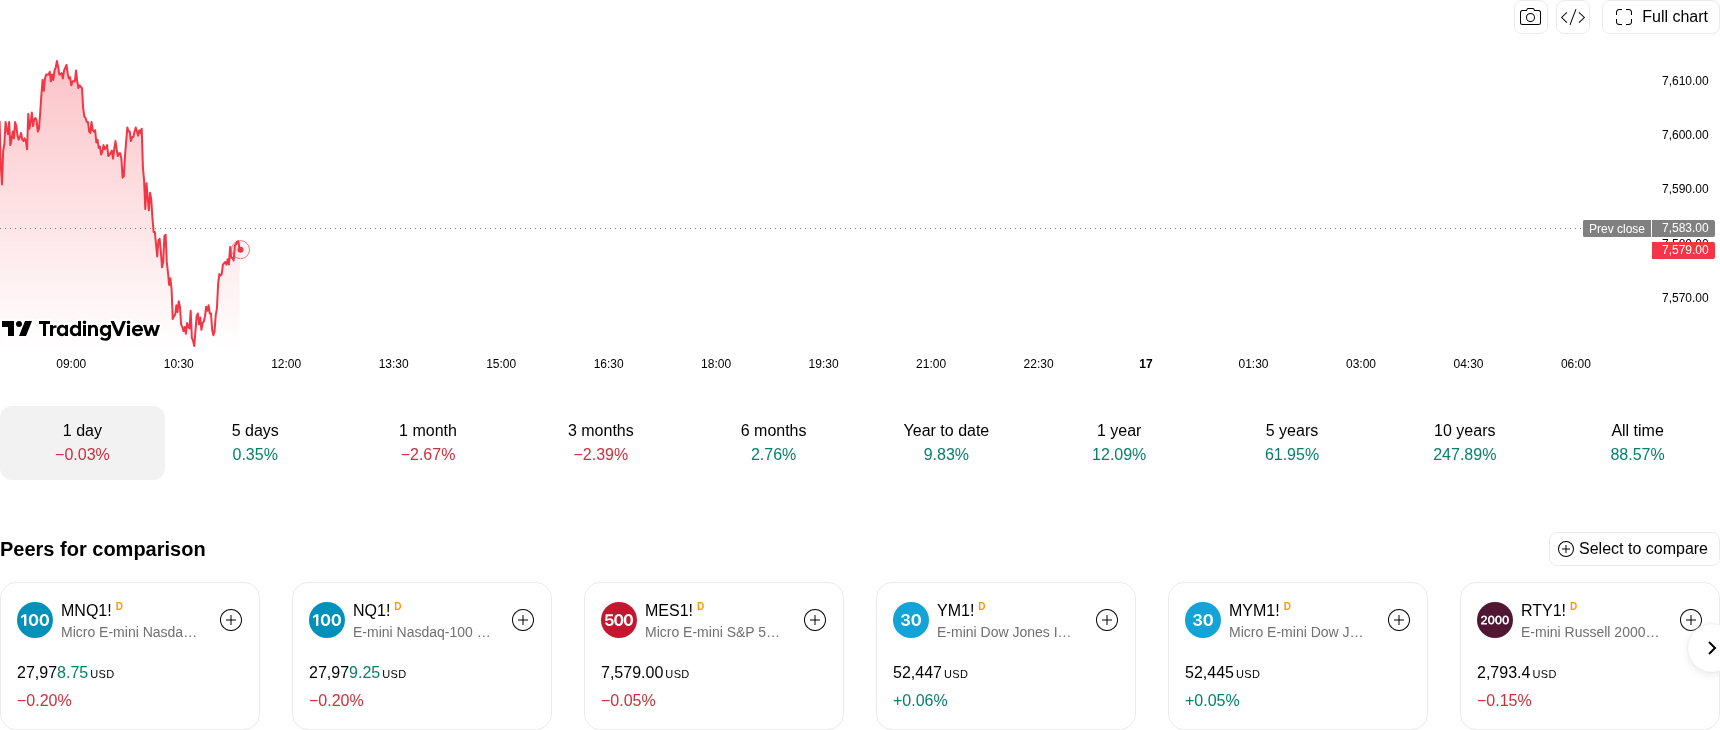 Full chart
7,610.00
7,600.00
7,590.00
Prev close 7,583.00
7,579.00
7,570.00
TradingView
09:00 10:30 12:00 13:30 15:00 16:30 18:00 19:30 21:00 22:30 17 01:30 03:00 04:30 06:00
1 day 5 days 1 month 3 months 6 months Year to date 1 year 5 years 10 years All time
−0.03% 0.35% −2.67% −2.39% 2.76% 9.83% 12.09% 61.95% 247.89% 88.57%
Peers for comparison
Select to compare
100 MNQ1! D
Micro E-mini Nasda…
27,978.75 USD
−0.20%
100 NQ1! D
E-mini Nasdaq-100 …
27,979.25 USD
−0.20%
500 MES1! D
Micro E-mini S&P 5…
7,579.00 USD
−0.05%
30 YM1! D
E-mini Dow Jones I…
52,447 USD
+0.06%
30 MYM1! D
Micro E-mini Dow J…
52,445 USD
+0.05%
2000 RTY1! D
E-mini Russell 2000…
2,793.4 USD
−0.15%